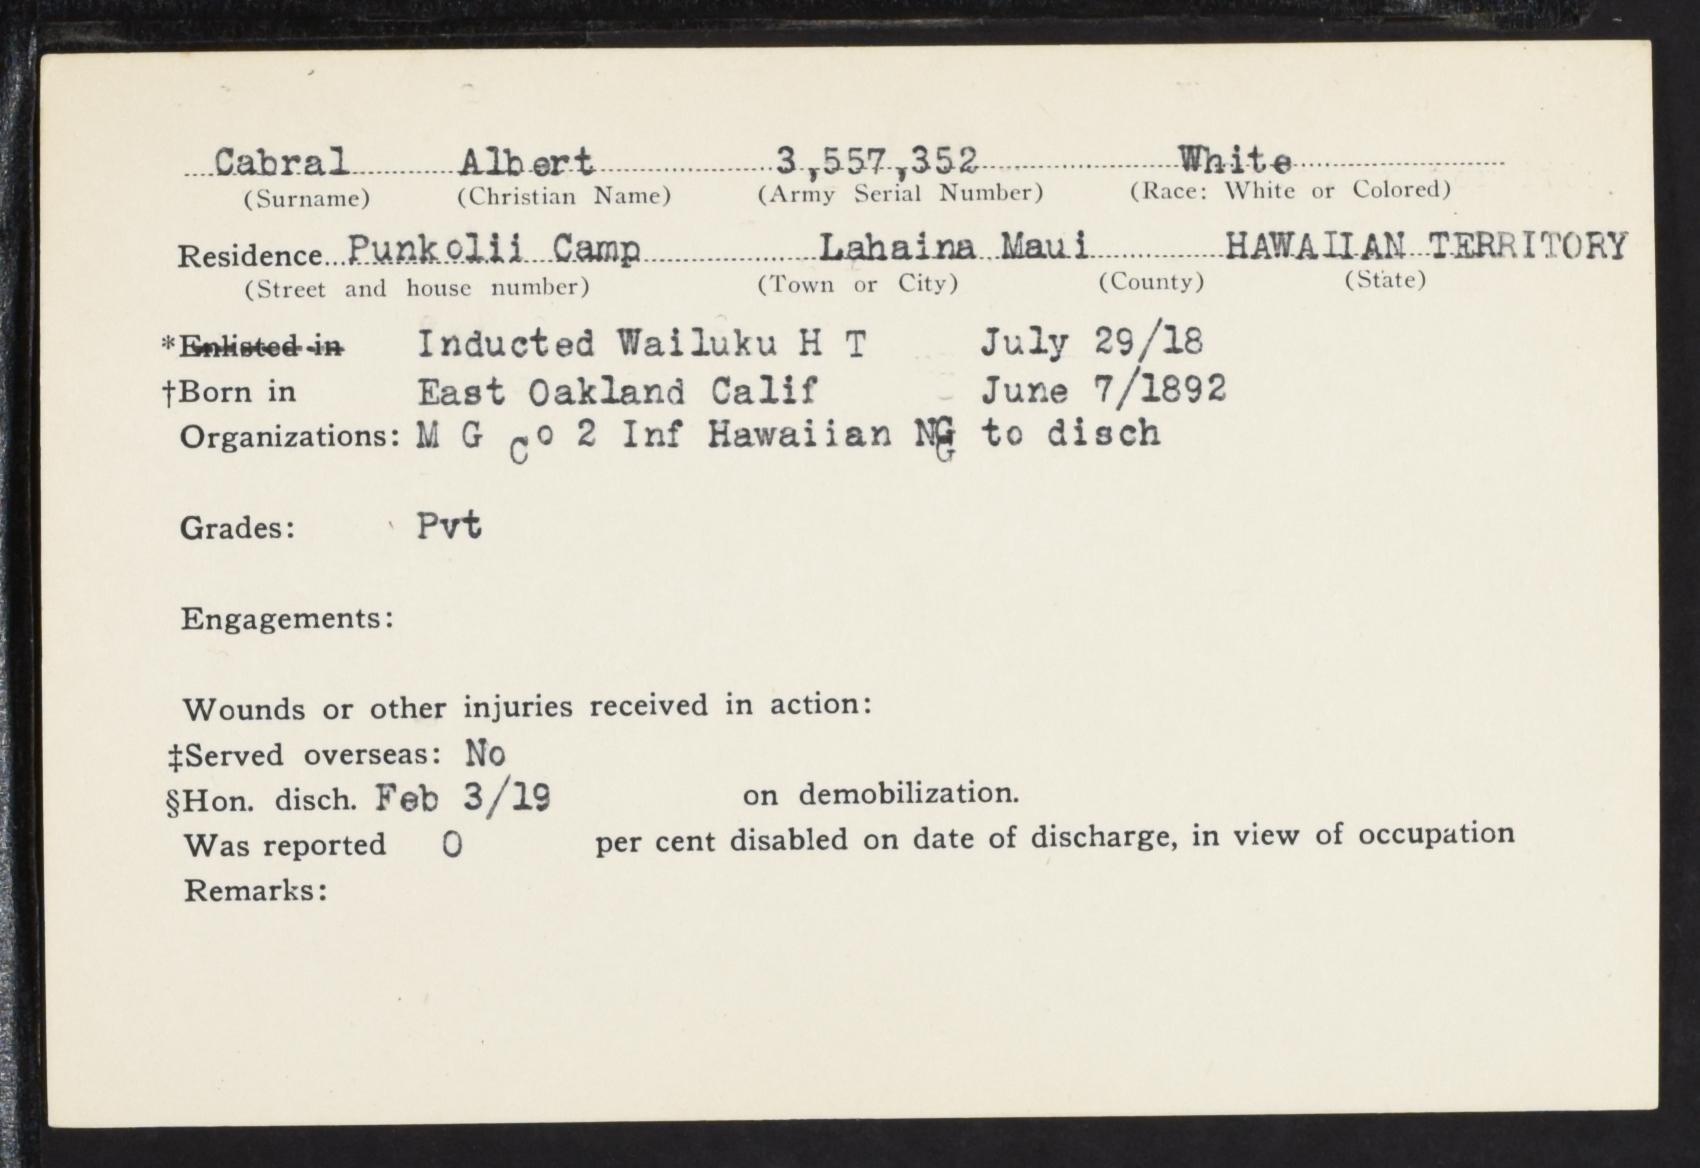 Cabral Albert 3,557,352 White
(Surname) (Christian Name) (Army Serial Number) (Race: White or Colored)
Residence Punkolii Camp Lahaina Maui HAWAIIAN TERRITORY
(Street and house number) (Town or City) (County) (State)
*Enlisted in Inducted Wailuku H T July 29/18
†Born in East Oakland Calif June 7/1892
Organizations: M G Co 2 Inf Hawaiian NG to disch
Grades: Pvt
Engagements:
Wounds or other injuries received in action:
‡Served overseas: No
§Hon. disch. Feb 3/19 on demobilization.
Was reported 0 per cent disabled on date of discharge, in view of occupation
Remarks: